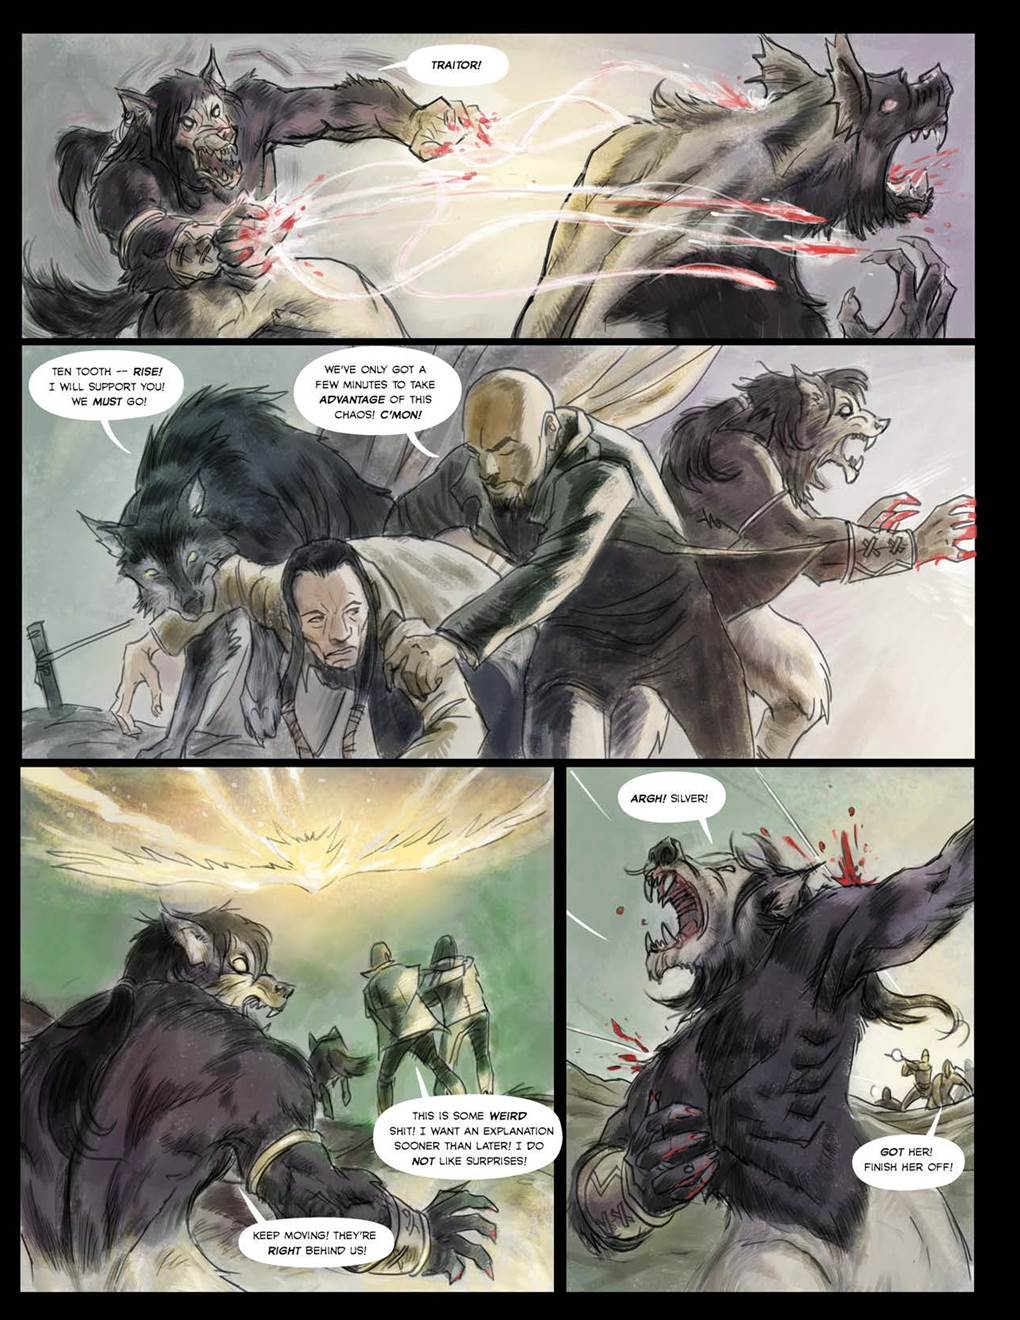 TRAITOR!
TEN TOOTH -- RISE!
I WILL SUPPORT YOU!
WE MUST GO!
WE'VE ONLY GOT A
FEW MINUTES TO TAKE
ADVANTAGE OF THIS
CHAOS! C'MON!
THIS IS SOME WEIRD
SHIT! I WANT AN EXPLANATION
SOONER THAN LATER! I DO
NOT LIKE SURPRISES!
KEEP MOVING! THEY'RE
RIGHT BEHIND US!
ARGH! SILVER!
GOT HER!
FINISH HER OFF!